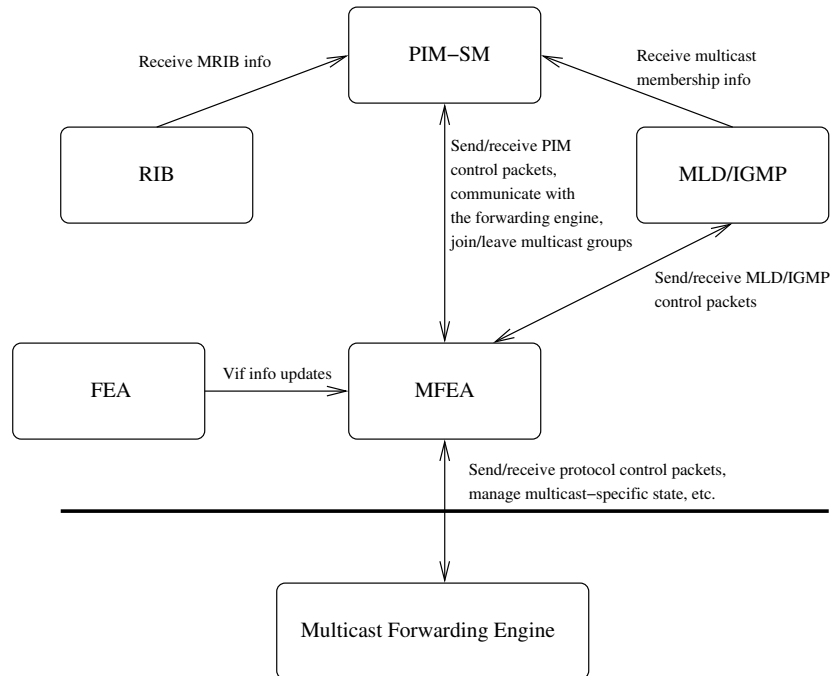 PIM−SM
Receive MRIB info
Receive multicast
membership info
RIB
MLD/IGMP
Send/receive PIM
control packets,
communicate with
the forwarding engine,
join/leave multicast groups
Send/receive MLD/IGMP
control packets
FEA
Vif info updates
MFEA
Send/receive protocol control packets,
manage multicast−specific state, etc.
Multicast Forwarding Engine